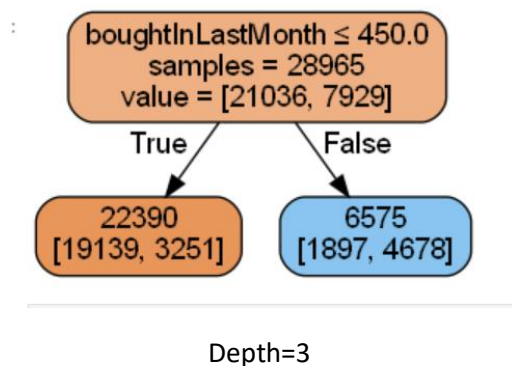 :
boughtInLastMonth ≤ 450.0
samples = 28965
value = [21036, 7929]
True
False
22390
[19139, 3251]
6575
[1897, 4678]
Depth=3